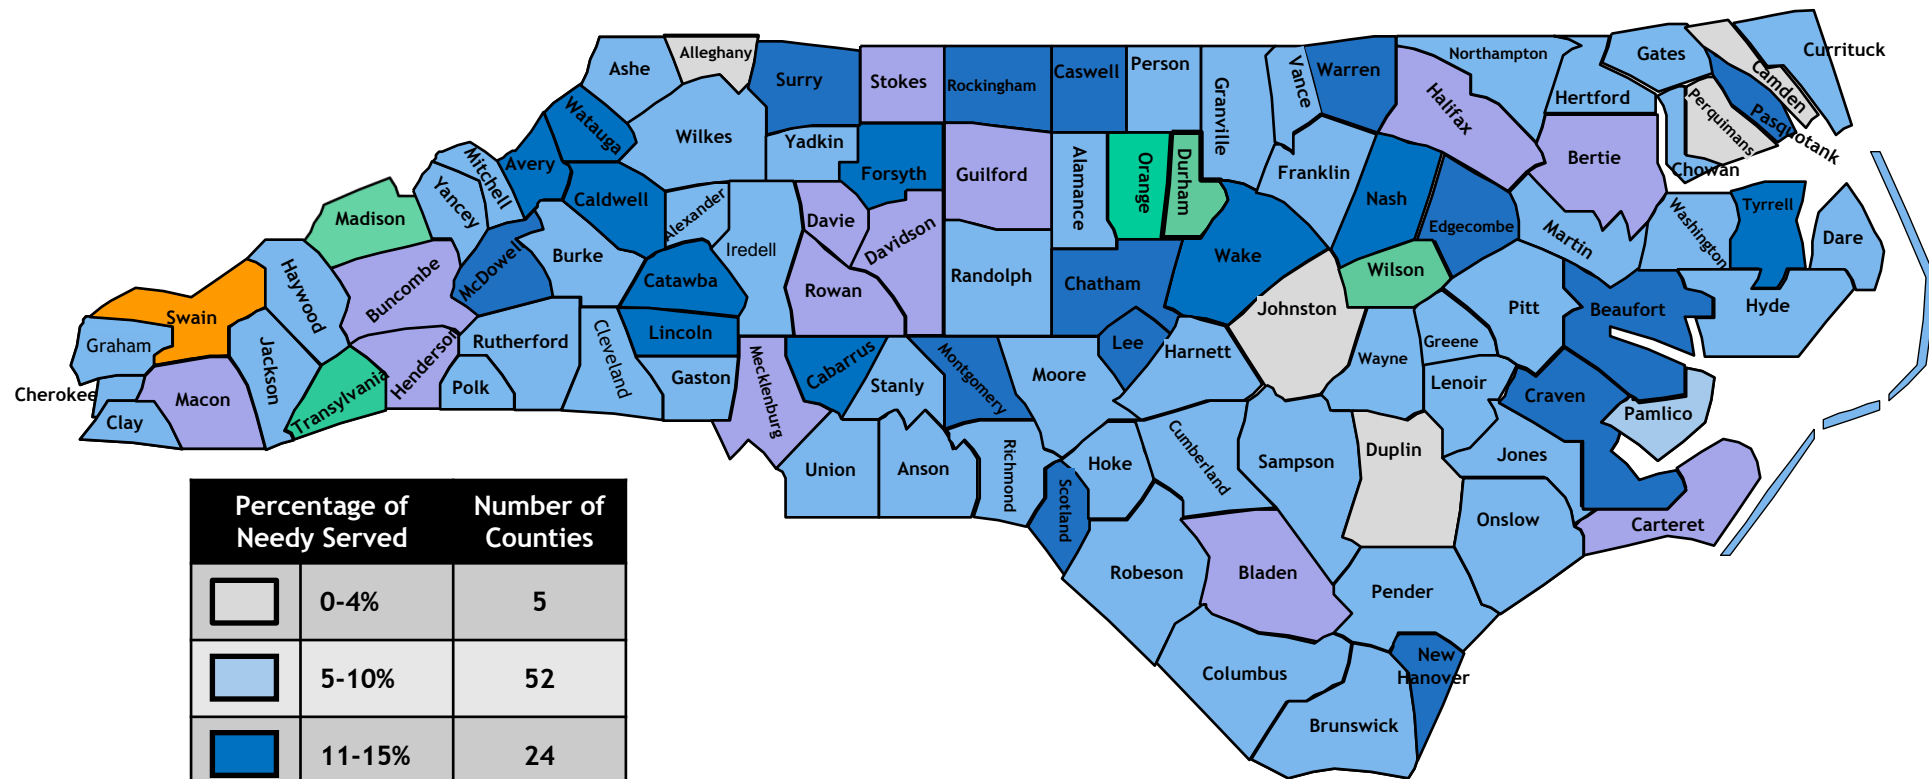 Alleghany
Ashe
Surry
Stokes
Rockingham
Caswell
Person
Granville
Vance
Warren
Northampton
Gates
Camden
Currituck
Watauga
Wilkes
Yadkin
Forsyth
Guilford
Alamance
Orange
Durham
Franklin
Halifax
Hertford
Bertie
Perquimans
Pasquotank
Chowan
Mitchell
Avery
Yancey
Caldwell
Alexander
Iredell
Davie
Davidson
Nash
Edgecombe
Martin
Washington
Tyrrell
Dare
Madison
Haywood
Buncombe
McDowell
Burke
Catawba
Rowan
Randolph
Chatham
Wake
Johnston
Wilson
Pitt
Beaufort
Hyde
Swain
Graham
Jackson
Henderson
Rutherford
Cleveland
Lincoln
Mecklenburg
Cabarrus
Stanly
Montgomery
Moore
Lee
Harnett
Wayne
Greene
Lenoir
Craven
Pamlico
Cherokee
Clay
Macon
Transylvania
Polk
Gaston
Union
Anson
Richmond
Scotland
Hoke
Cumberland
Sampson
Duplin
Jones
Onslow
Carteret
Robeson
Bladen
Pender
Columbus
Brunswick
New
Hanover
Percentage of Number of
Needy Served Counties
0-4% 5
5-10% 52
11-15% 24